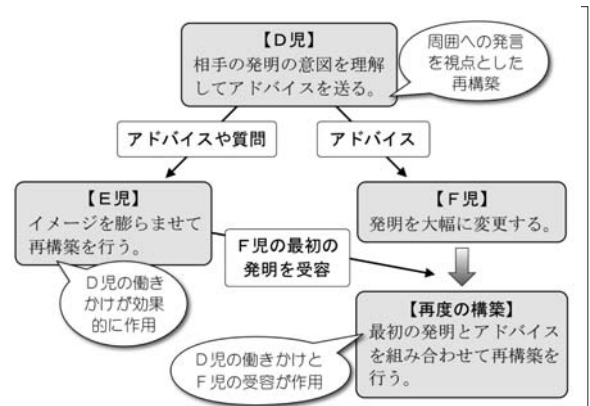 【D児】
相手の発明の意図を理解
してアドバイスを送る。
周囲への発言
を視点とした
再構築
アドバイスや質問
アドバイス
【E児】
イメージを膨らませて
再構築を行う。
【F児】
発明を大幅に変更する。
F児の最初の
発明を受容
D児の働き
かけが効果
的に作用
【再度の構築】
最初の発明とアドバイス
を組み合わせて再構築を
行う。
D児の働きかけと
F児の受容が作用